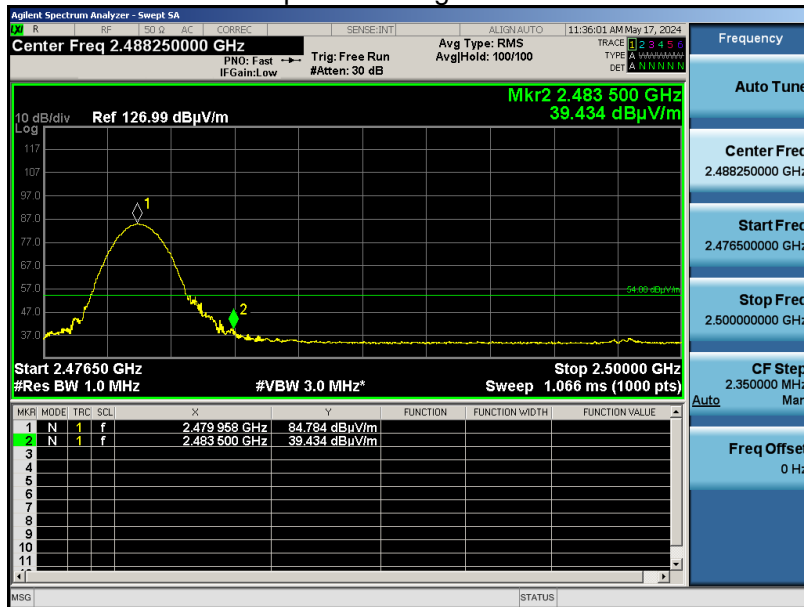 Agilent Spectrum Analyzer - Swept SA
LXI R RF 50 Ω AC CORREC SENSE:INT ALIGN AUTO 11:36:01 AM May 17, 2024
Center Freq 2.488250000 GHz
PNO: Fast
IFGain:Low
Trig: Free Run
#Atten: 30 dB
Avg Type: RMS
Avg|Hold: 100/100
TRACE 1 2 3 4 5 6
TYPE A WWWWW
DET A N N N N N
Mkr2 2.483 500 GHz
39.434 dBµV/m
10 dB/div Ref 126.99 dBµV/m
Log
117
107
97.0
87.0
77.0
67.0
57.0
47.0
37.0
1
2
54.00 dBµV/m
Start 2.47650 GHz Stop 2.50000 GHz
#Res BW 1.0 MHz #VBW 3.0 MHz* Sweep 1.066 ms (1000 pts)
MKR MODE TRC SCL X Y FUNCTION FUNCTION WIDTH FUNCTION VALUE
1 N 1 f 2.479 958 GHz 84.784 dBµV/m
2 N 1 f 2.483 500 GHz 39.434 dBµV/m
3
4
5
6
7
8
9
10
11
MSG STATUS
Frequency
Auto Tune
Center Freq
2.488250000 GHz
Start Freq
2.476500000 GHz
Stop Freq
2.500000000 GHz
CF Step
2.350000 MHz
Auto Man
Freq Offset
0 Hz